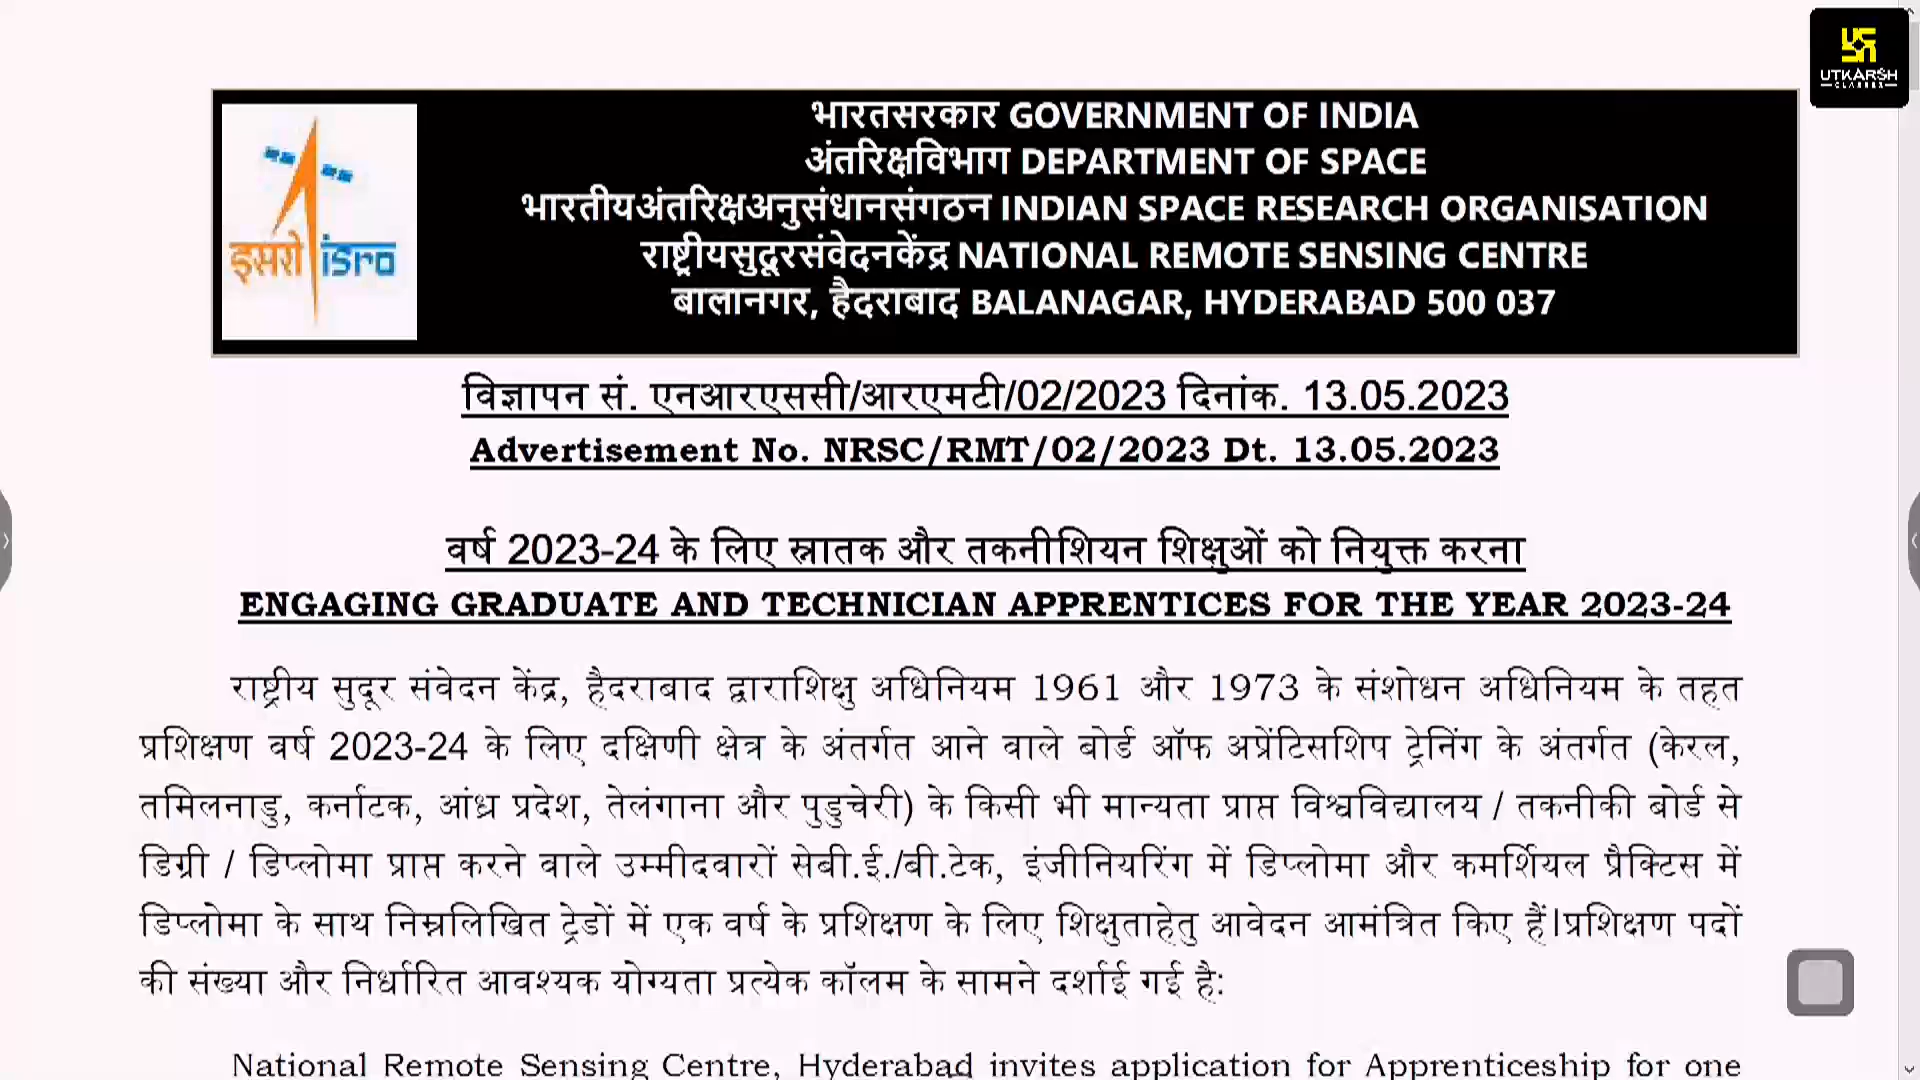 UTKARSH
CLASSES
इसरो isro
भारतसरकार GOVERNMENT OF INDIA
अंतरिक्षविभाग DEPARTMENT OF SPACE
भारतीयअंतरिक्षअनुसंधानसंगठन INDIAN SPACE RESEARCH ORGANISATION
राष्ट्रीयसुदूरसंवेदनकेंद्र NATIONAL REMOTE SENSING CENTRE
बालानगर, हैदराबाद BALANAGAR, HYDERABAD 500 037
विज्ञापन सं. एनआरएससी/आरएमटी/02/2023 दिनांक. 13.05.2023
Advertisement No. NRSC/RMT/02/2023 Dt. 13.05.2023
वर्ष 2023-24 के लिए स्नातक और तकनीशियन शिक्षुओं को नियुक्त करना
ENGAGING GRADUATE AND TECHNICIAN APPRENTICES FOR THE YEAR 2023-24
राष्ट्रीय सुदूर संवेदन केंद्र, हैदराबाद द्वाराशिक्षु अधिनियम 1961 और 1973 के संशोधन अधिनियम के तहत
प्रशिक्षण वर्ष 2023-24 के लिए दक्षिणी क्षेत्र के अंतर्गत आने वाले बोर्ड ऑफ अप्रेंटिसशिप ट्रेनिंग के अंतर्गत (केरल,
तमिलनाडु, कर्नाटक, आंध्र प्रदेश, तेलंगाना और पुडुचेरी) के किसी भी मान्यता प्राप्त विश्वविद्यालय / तकनीकी बोर्ड से
डिग्री / डिप्लोमा प्राप्त करने वाले उम्मीदवारों सेबी.ई./बी.टेक, इंजीनियरिंग में डिप्लोमा और कमर्शियल प्रैक्टिस में
डिप्लोमा के साथ निम्नलिखित ट्रेडों में एक वर्ष के प्रशिक्षण के लिए शिक्षुताहेतु आवेदन आमंत्रित किए हैं।प्रशिक्षण पदों
की संख्या और निर्धारित आवश्यक योग्यता प्रत्येक कॉलम के सामने दर्शाई गई है:
National Remote Sensing Centre, Hyderabad invites application for Apprenticeship for one